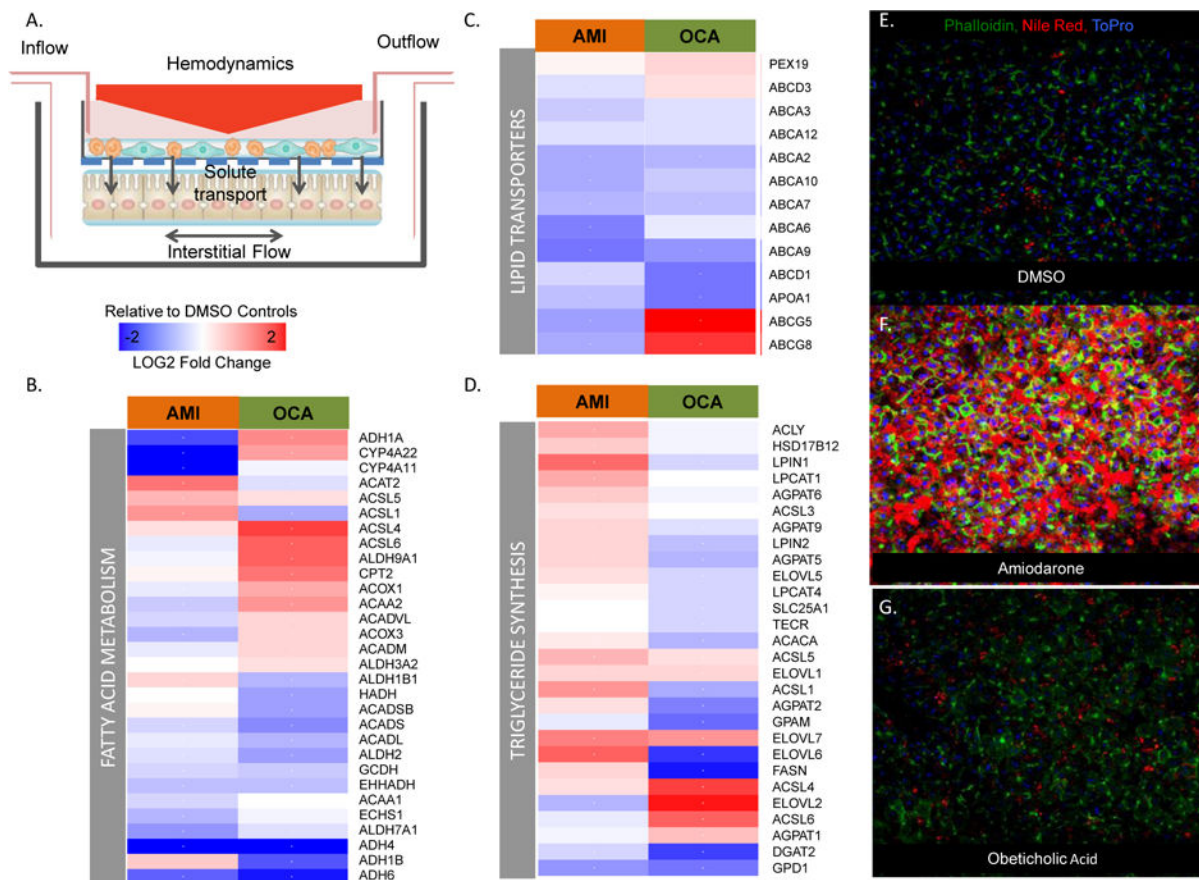 A.
Inflow
Outflow
Hemodynamics
Solute
transport
Interstitial Flow
Relative to DMSO Controls
-2
2
LOG2 Fold Change
B.
AMI
OCA
FATTY ACID METABOLISM
ADH1A
CYP4A22
CYP4A11
ACAT2
ACSL5
ACSL1
ACSL4
ACSL6
ALDH9A1
CPT2
ACOX1
ACAA2
ACADVL
ACOX3
ACADM
ALDH3A2
ALDH1B1
HADH
ACADSB
ACADS
ACADL
ALDH2
GCDH
EHHADH
ACAA1
ECHS1
ALDH7A1
ADH4
ADH1B
ADH6
C.
AMI
OCA
LIPID TRANSPORTERS
PEX19
ABCD3
ABCA3
ABCA12
ABCA2
ABCA10
ABCA7
ABCA6
ABCA9
ABCD1
APOA1
ABCG5
ABCG8
D.
AMI
OCA
TRIGLYCERIDE SYNTHESIS
ACLY
HSD17B12
LPIN1
LPCAT1
AGPAT6
ACSL3
AGPAT9
LPIN2
AGPAT5
ELOVL5
LPCAT4
SLC25A1
TECR
ACACA
ACSL5
ELOVL1
ACSL1
AGPAT2
GPAM
ELOVL7
ELOVL6
FASN
ACSL4
ELOVL2
ACSL6
AGPAT1
DGAT2
GPD1
E.
Phalloidin, Nile Red, ToPro
DMSO
F.
Amiodarone
G.
Obeticholic Acid